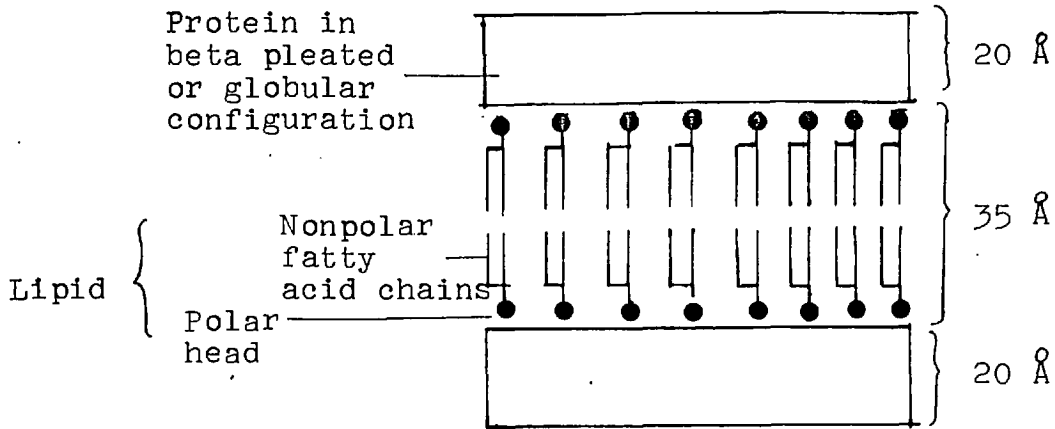 Protein in
beta pleated
or globular
configuration
20 Å
35 Å
Nonpolar
fatty
acid chains
Lipid
Polar
head
20 Å